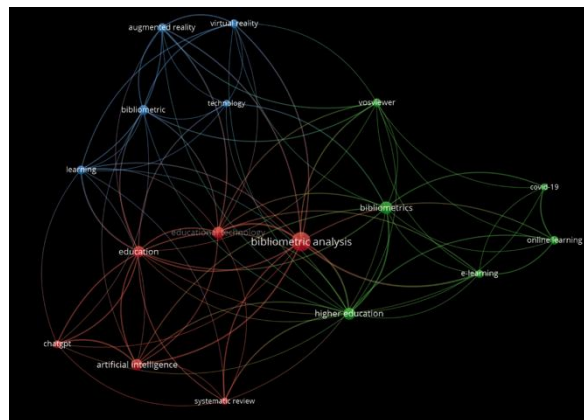 virtual reality
augmented reality
vosviewer
technology
bibliometric
learning
covid-19
bibliometrics
educational technology
bibliometric analysis
online learning
education
e-learning
higher education
chatgpt
artificial intelligence
systematic review